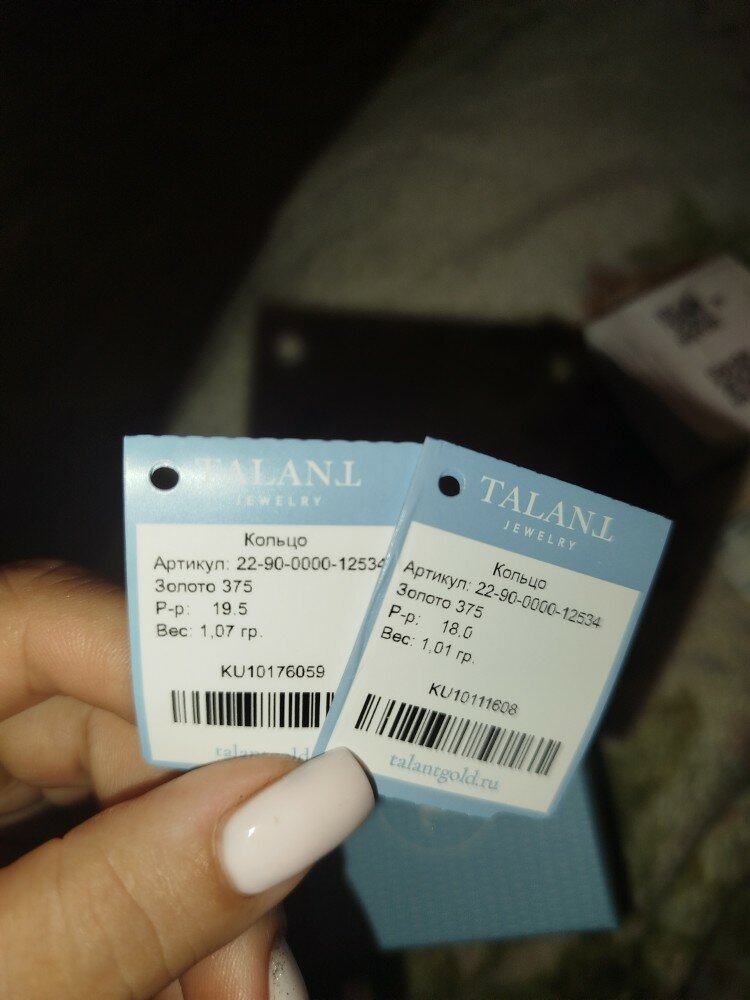 TALANT
JEWELRY
Кольцо
Артикул: 22-90-0000-12534
Золото 375
Р-р: 19.5
Вес: 1,07 гр.
KU10176059
talantgold
TALANT
JEWELRY
Кольцо
Артикул: 22-90-0000-12534
Золото 375
Р-р: 18.0
Вес: 1,01 гр.
KU10111608
talantgold.ru